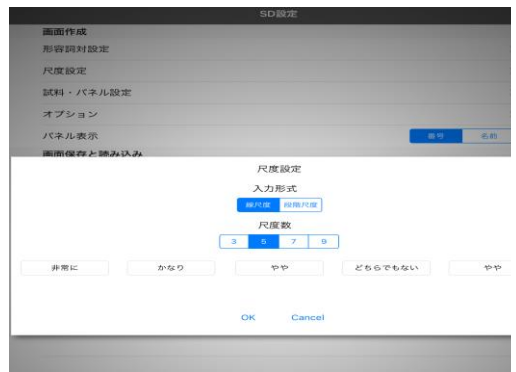 SD設定
画面作成
形容詞対設定
尺度設定
試料・パネル設定
オプション
パネル表示 番号 名前
画面保存と読み込み
尺度設定
入力形式
線尺度 段階尺度
尺度数
3 5 7 9
非常に かなり やや どちらでもない やや
OK Cancel